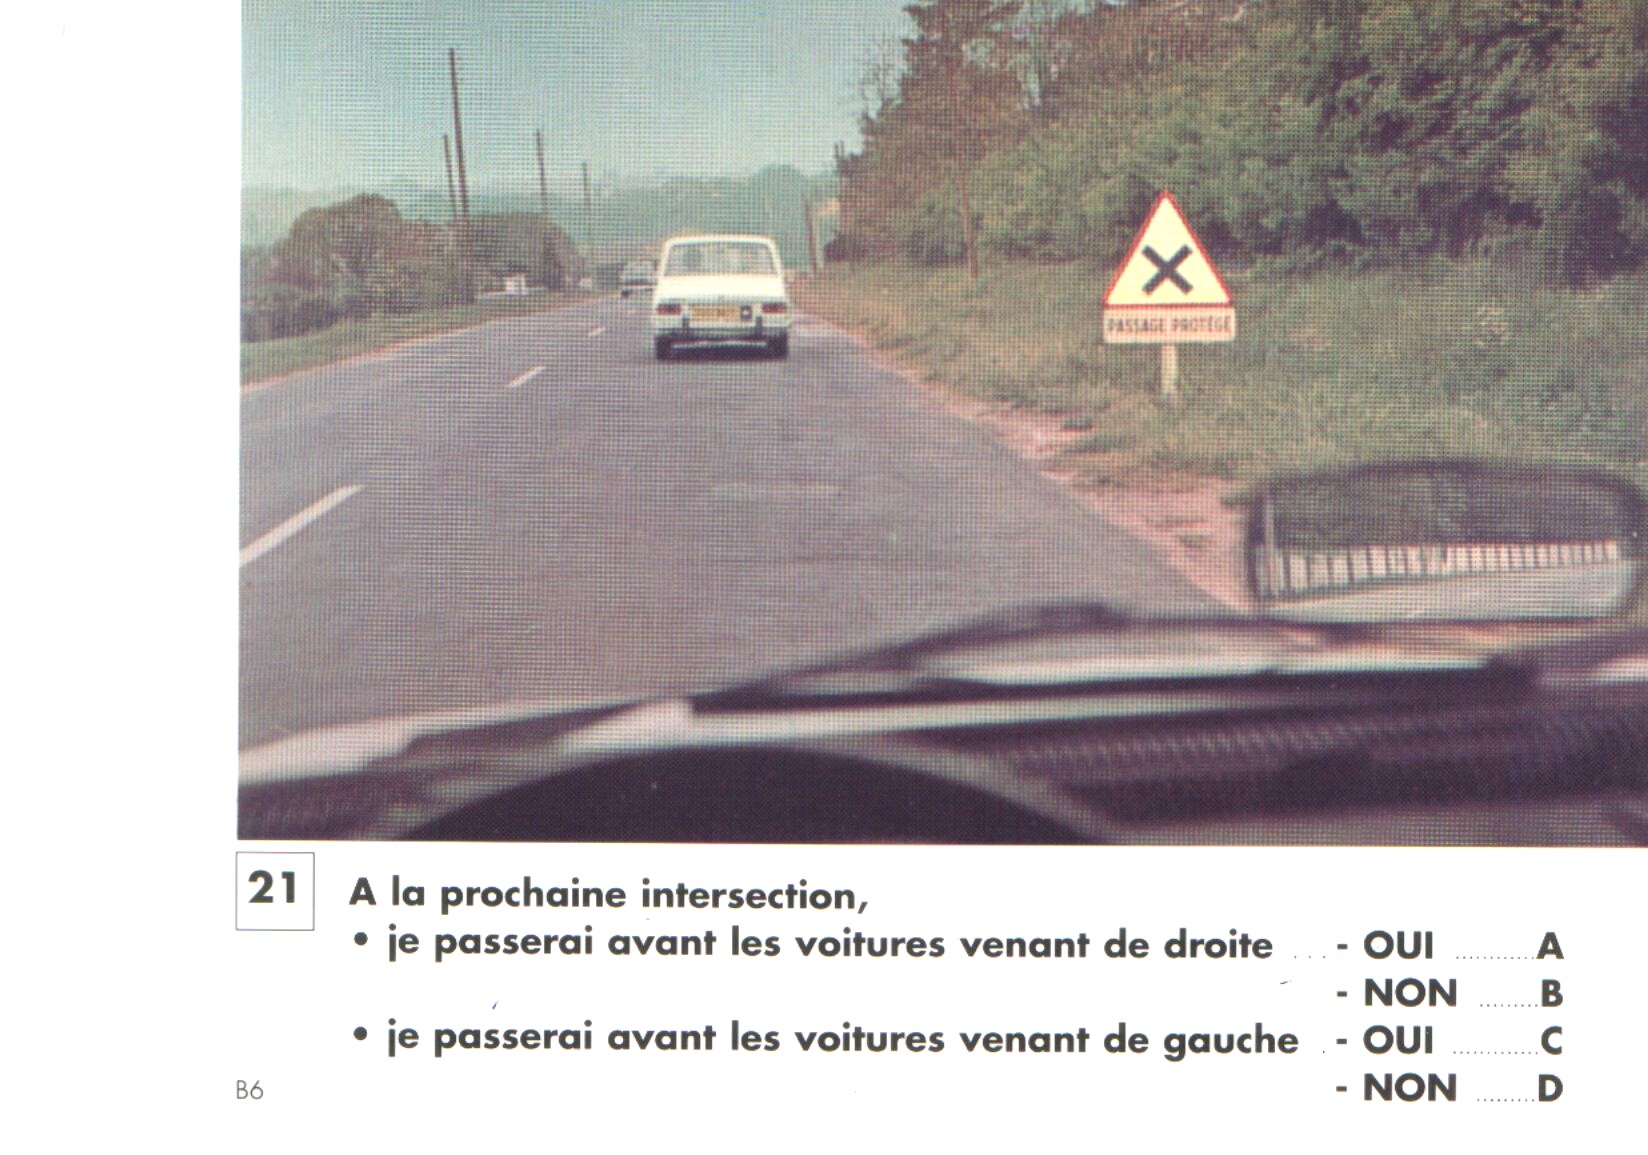 PASSAGE PROTÉGÉ
21 A la prochaine intersection,
• je passerai avant les voitures venant de droite ... - OUI ............ A
- NON ......... B
• je passerai avant les voitures venant de gauche . - OUI ............ C
B6 - NON ......... D